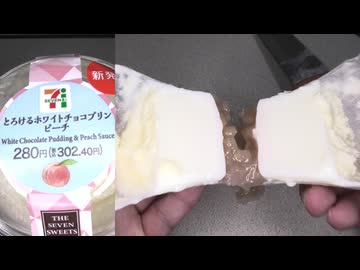 新発
7
SEVEN
とろけるホワイトチョコプリン
ピーチ
White Chocolate Pudding & Peach Sauce
280円(税込302.40円)
THE
SEVEN
SWEETS